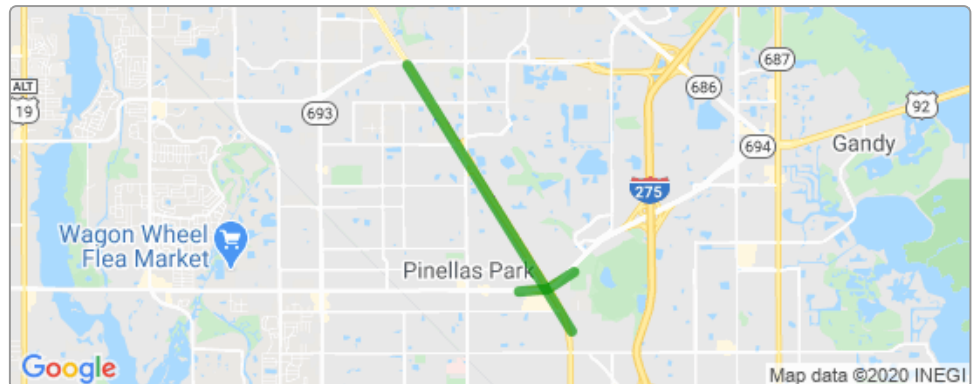 687
ALT
19
686
92
693
694
Gandy
275
Wagon Wheel
Flea Market
Pinellas Park
Google
Map data ©2020 INEGI